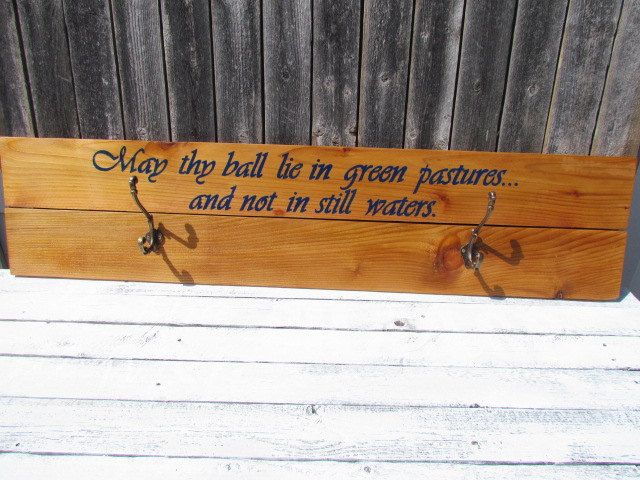 May thy ball lie in green pastures...
and not in still waters.